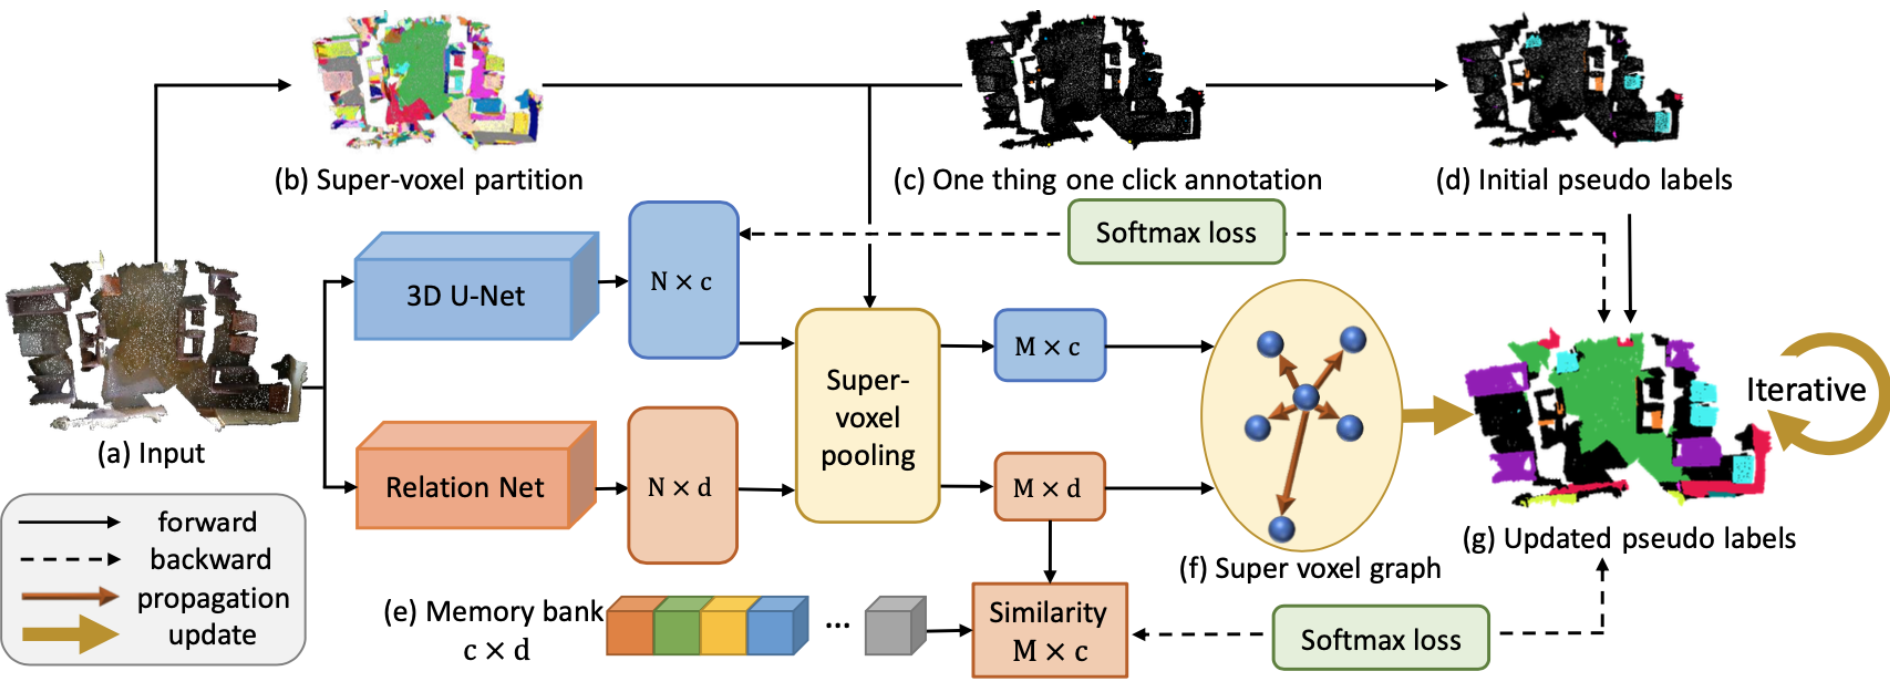 (b) Super-voxel partition
(c) One thing one click annotation
(d) Initial pseudo labels
Softmax loss
3D U-Net
N × c
M × c
Super-
voxel
pooling
Iterative
(a) Input
Relation Net
N × d
M × d
(g) Updated pseudo labels
(f) Super voxel graph
forward
backward
propagation
update
(e) Memory bank
c × d
...
Similarity
M × c
Softmax loss